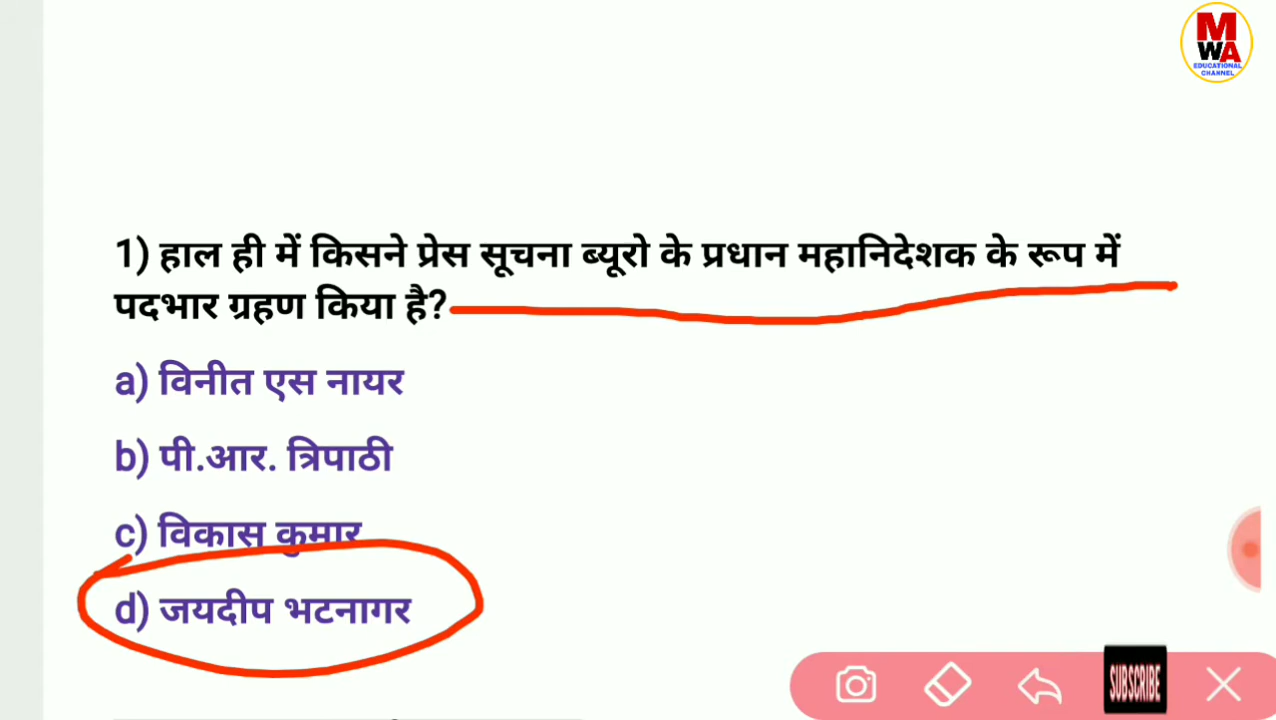 MWA
EDUCATIONAL
CHANNEL
1) हाल ही में किसने प्रेस सूचना ब्यूरो के प्रधान महानिदेशक के रूप में
पदभार ग्रहण किया है?
a) विनीत एस नायर
b) पी.आर. त्रिपाठी
c) विकास कुमार
d) जयदीप भटनागर
SUBSCRIBE